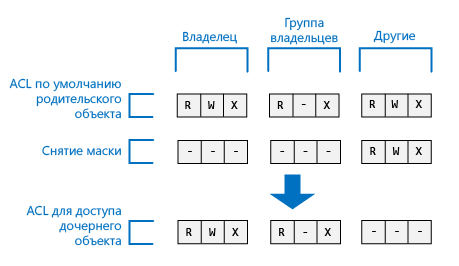 Владелец
Группа
владельцев
Другие
ACL по умолчанию
родительского
объекта
R W X R - X R W X
Снятие маски
- - - - - - R W X
ACL для доступа
дочернего
объекта
R W X R - X - - -